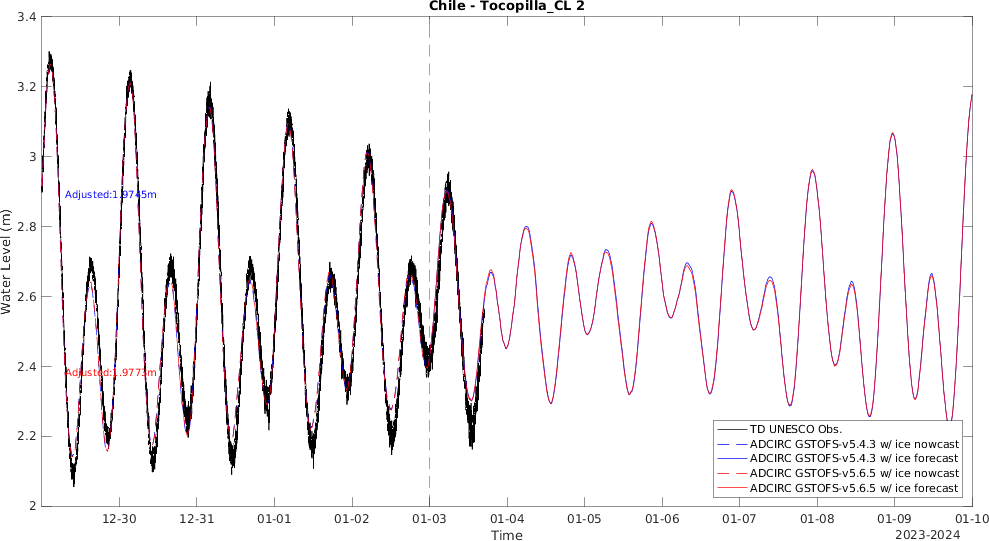 Chile - Tocopilla_CL 2
3.4
3.2
3
2.8
2.6
2.4
2.2
2
Water Level (m)
Adjusted:1.9745m
Adjusted:1.9773m
TD UNESCO Obs.
ADCIRC GSTOFS-v5.4.3 w/ ice nowcast
ADCIRC GSTOFS-v5.4.3 w/ ice forecast
ADCIRC GSTOFS-v5.6.5 w/ ice nowcast
ADCIRC GSTOFS-v5.6.5 w/ ice forecast
12-30 12-31 01-01 01-02 01-03 01-04 01-05 01-06 01-07 01-08 01-09 01-10
Time
2023-2024